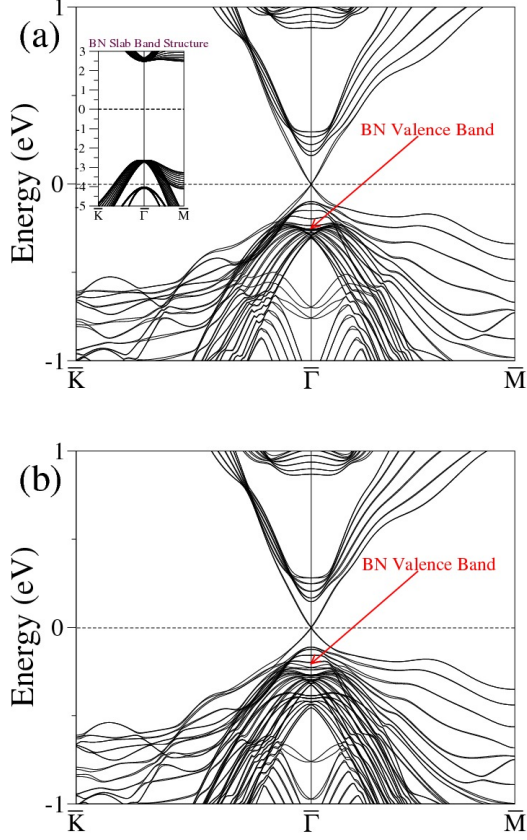 (a)
BN Slab Band Structure
3
2
1
0
-1
-2
-3
-4
-5
K̅
Γ̅
M̅
1
0
-1
Energy (eV)
BN Valence Band
K̅
Γ̅
M̅
(b)
1
0
-1
Energy (eV)
BN Valence Band
K̅
Γ̅
M̅